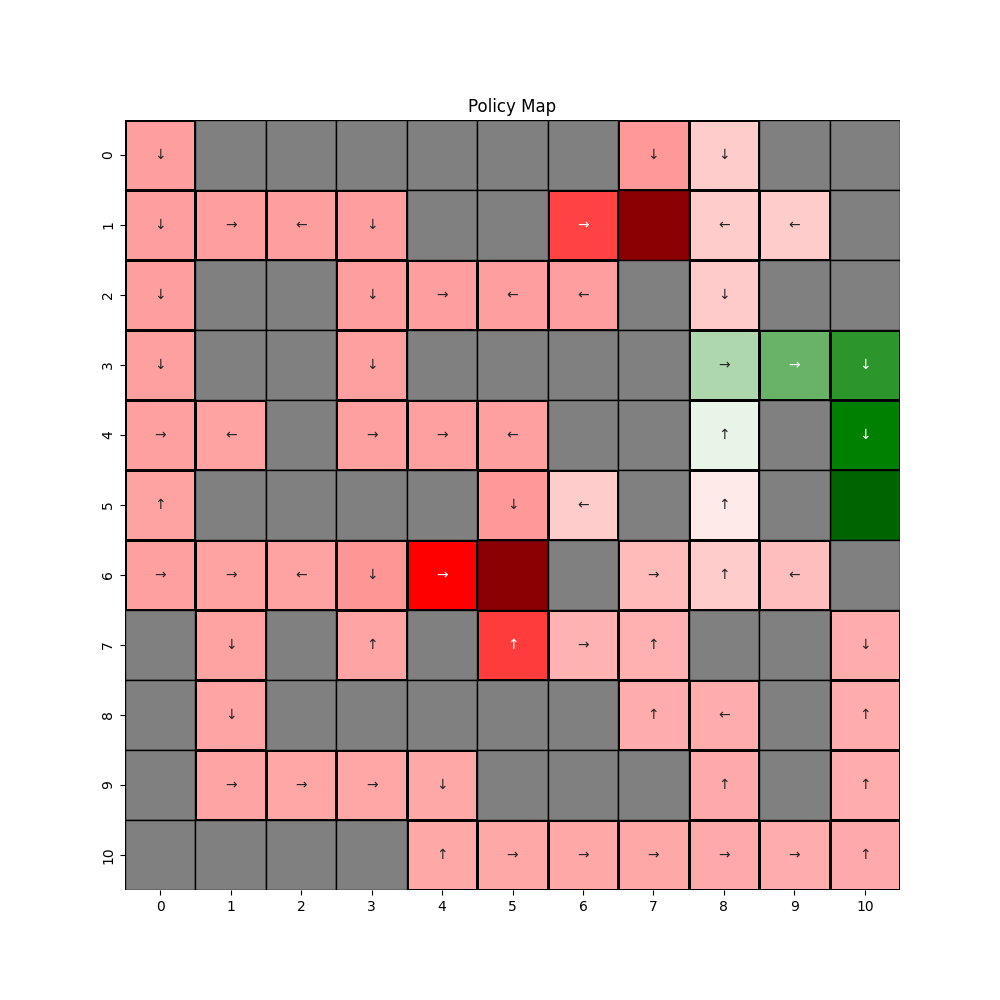 Policy Map
0 ↓ ↓ ↓
1 ↓ → ← ↓ → ← ←
2 ↓ ↓ → ← ← ↓
3 ↓ ↓ → → ↓
4 → ← → → ← ↑ ↓
5 ↑ ↓ ← ↑
6 → → ← ↓ → → ↑ ←
7 ↓ ↑ ↑ → ↑ ↓
8 ↓ ↑ ← ↑
9 → → → ↓ ↑ ↑
10 ↑ → → → → → ↑
0 1 2 3 4 5 6 7 8 9 10